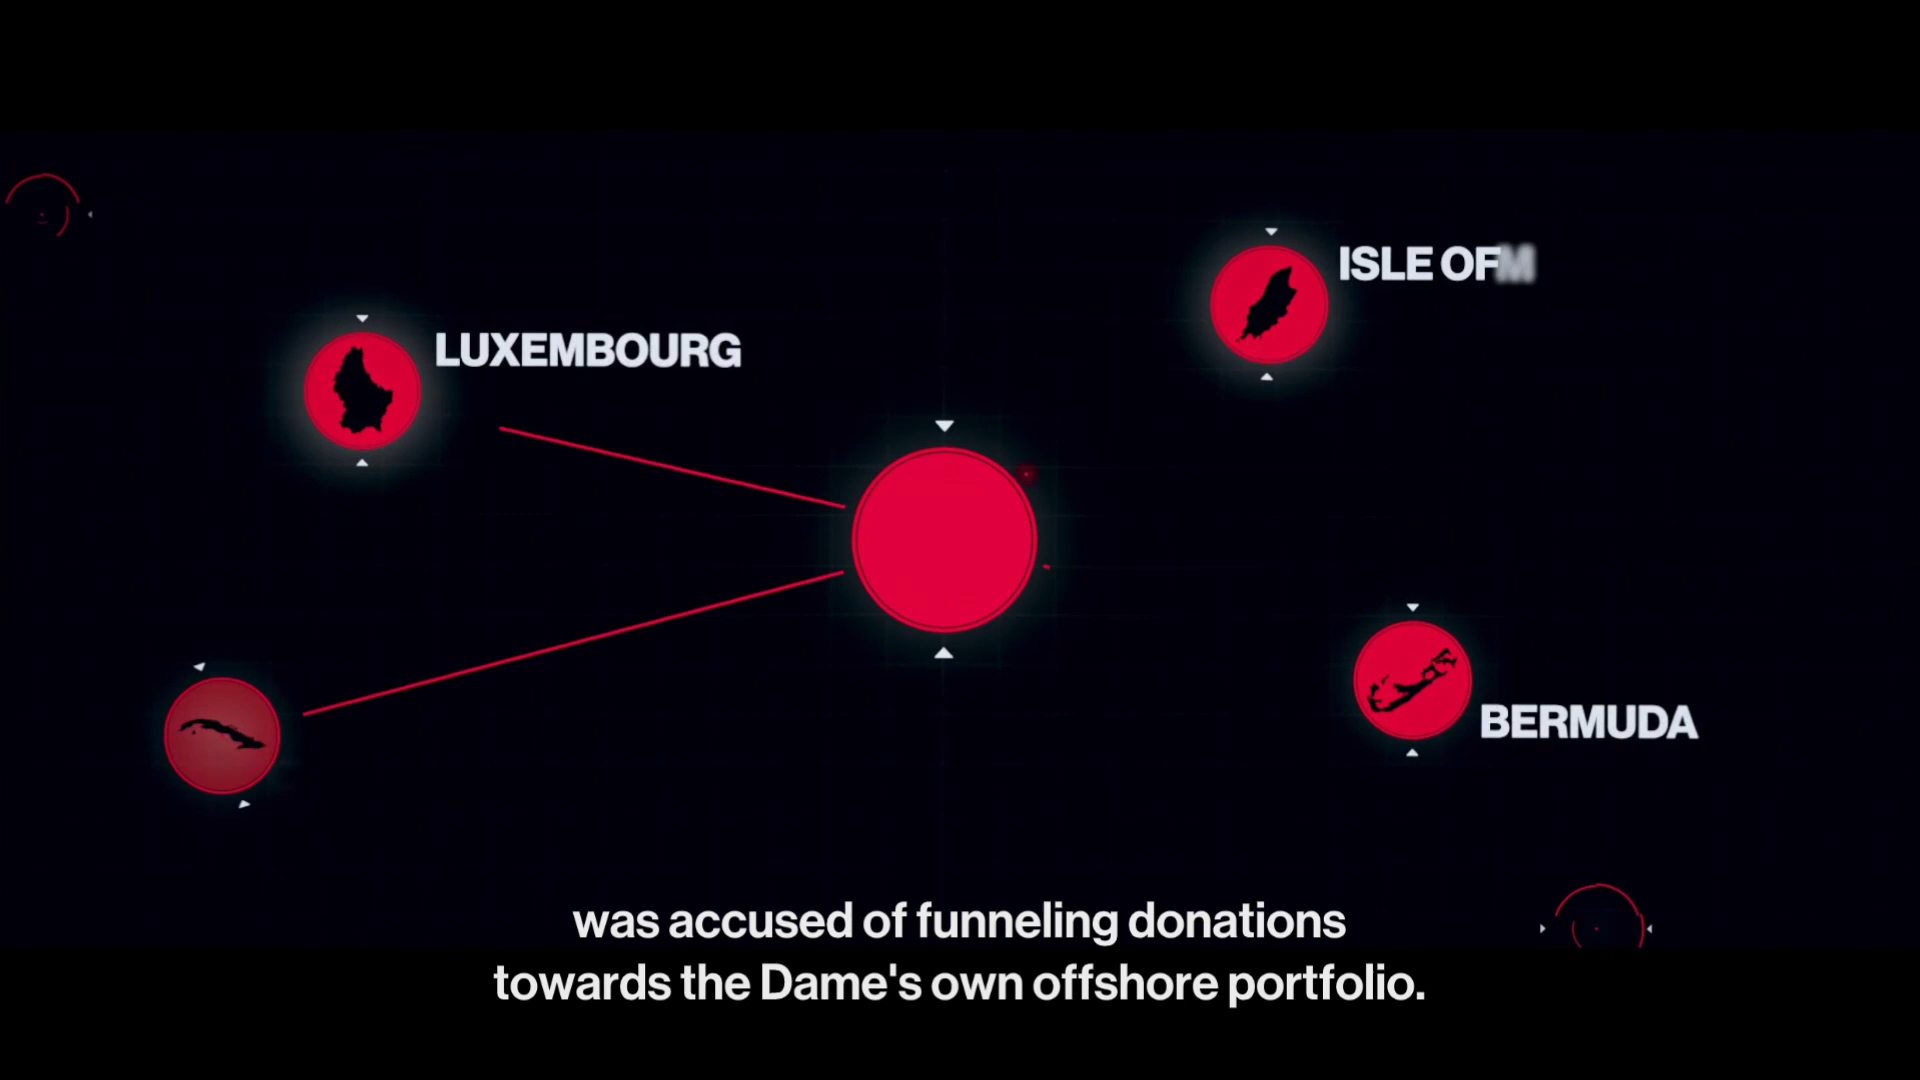 ISLE OF M
LUXEMBOURG
BERMUDA
was accused of funneling donations
towards the Dame's own offshore portfolio.